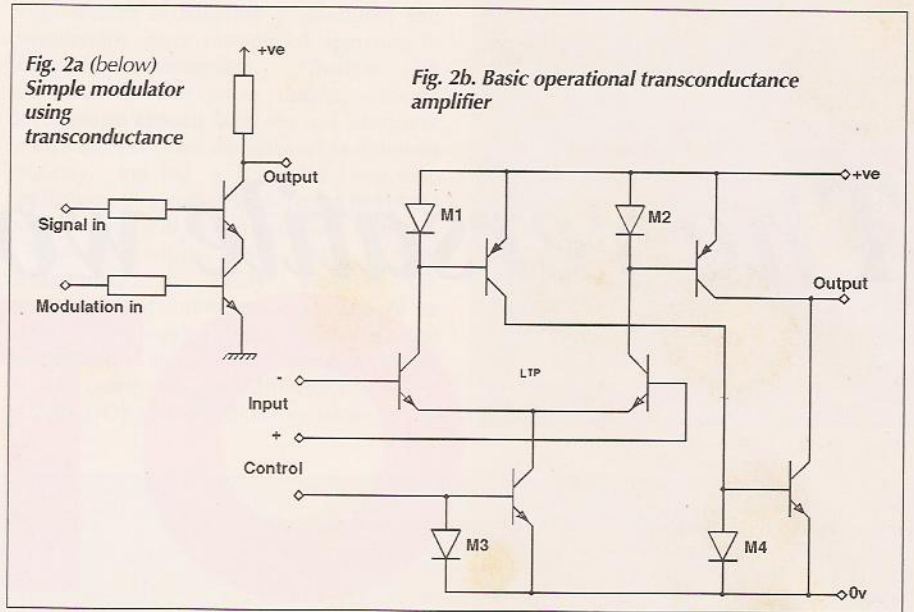 Fig. 2a (below)
Simple modulator
using
transconductance
+ve
Output
Signal in
Modulation in
Fig. 2b. Basic operational transconductance
amplifier
+ve
M1
M2
Output
LTP
-
Input
+
Control
M3
M4
0v